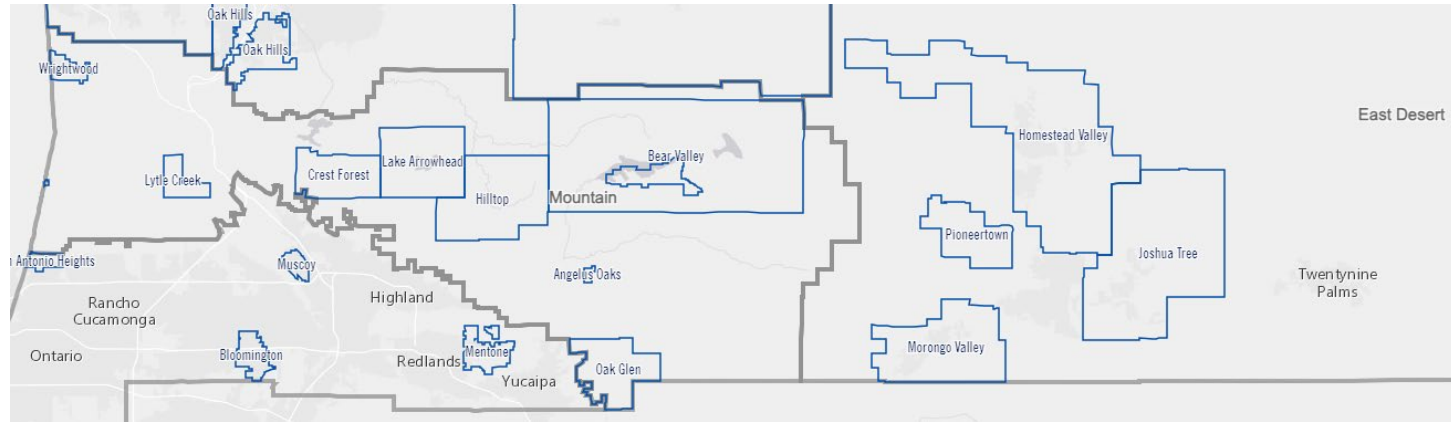 Oak Hills
Oak Hills
Wrightwood
East Desert
Homestead Valley
Bear Valley
Lake Arrowhead
Crest Forest
Lytle Creek
Hilltop
Mountain
Pioneertown
Joshua Tree
n Antonio Heights
Muscoy
Angelus Oaks
Twentynine
Palms
Highland
Rancho
Cucamonga
Morongo Valley
Mentone
Bloomington
Ontario
Redlands
Oak Glen
Yucaipa